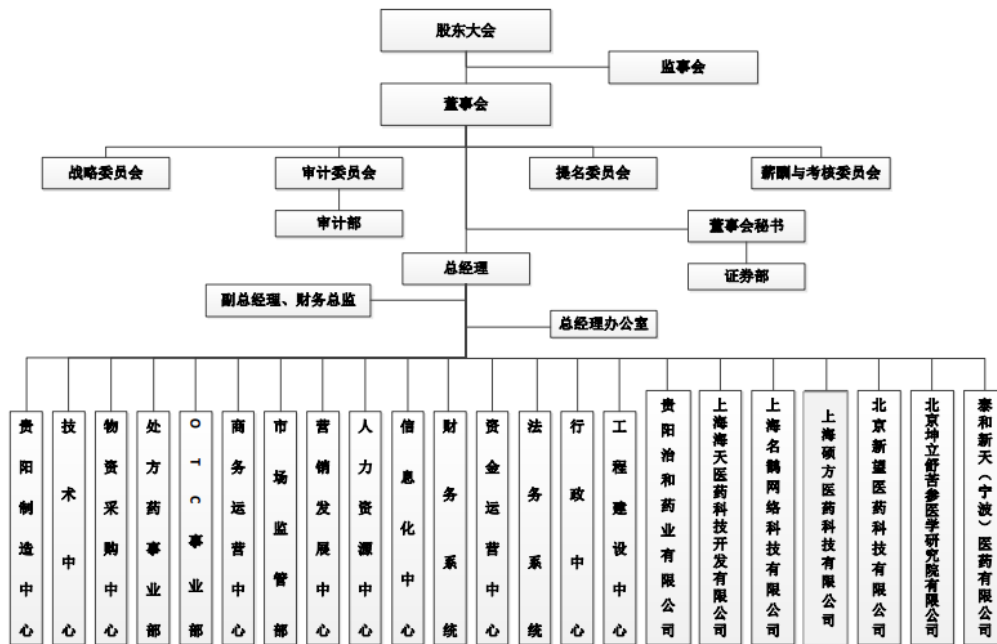 股东大会
监事会
董事会
战略委员会
审计委员会
提名委员会
薪酬与考核委员会
审计部
董事会秘书
总经理
证券部
副总经理、财务总监
总经理办公室
贵阳制造中心
技术中心
物资采购中心
处方药事业部
OTC事业部
商务运营中心
市场监管部
营销发展中心
人力资源中心
信息化中心
财务系统
资金运营中心
法务系统
行政中心
工程建设中心
贵阳治和药业有限公司
上海海天医药科技开发有限公司
上海名鹤网络科技有限公司
上海硕方医药科技有限公司
北京新望医药科技有限公司
北京坤立舒苦参医学研究院有限公司
泰和新天（宁波）医药有限公司